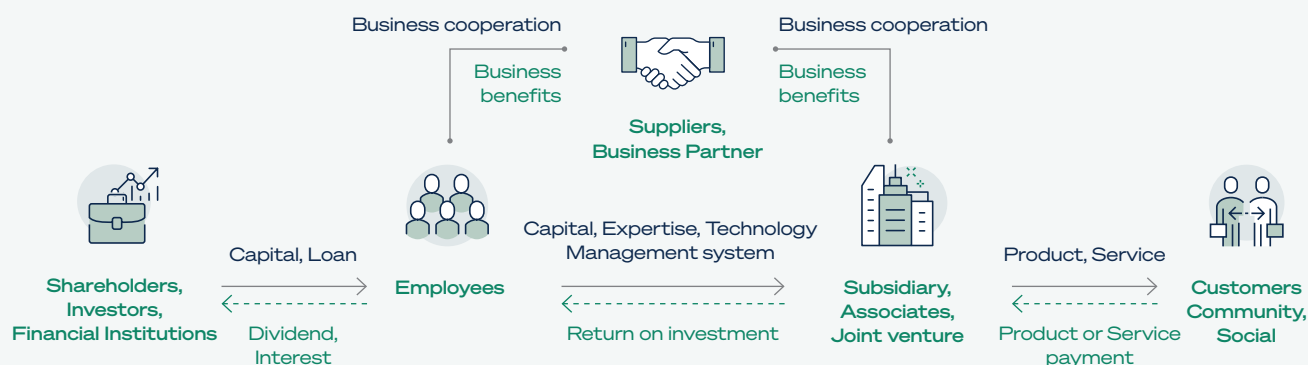 Business cooperation
Business
benefits
Business cooperation
Business
benefits
Suppliers,
Business Partner
Shareholders,
Investors,
Financial Institutions
Capital, Loan
Dividend,
Interest
Employees
Capital, Expertise, Technology
Management system
Return on investment
Subsidiary,
Associates,
Joint venture
Product, Service
Product or Service
payment
Customers
Community,
Social